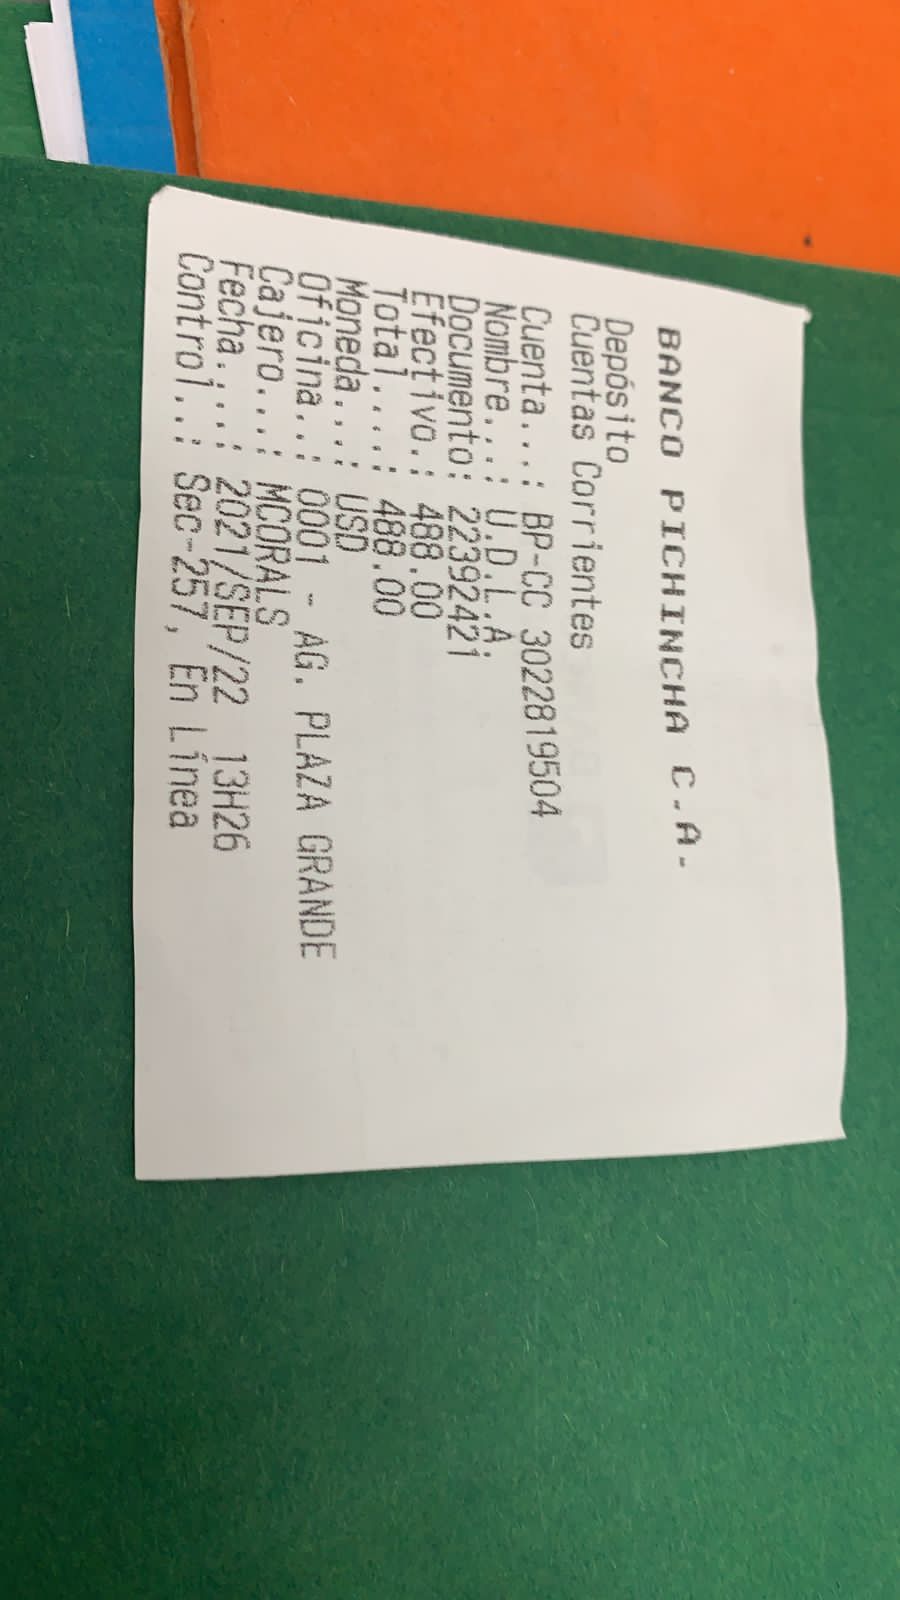 BANCO PICHINCHA C.A.
Depósito
Cuentas Corrientes
Cuenta...: BP-CC 3022819504
Nombre...: U.D.L.A.
Documento: 22392421
Efectivo.: 488.00
Total....: 488.00
Moneda...: USD
Oficina..: 0001 - AG. PLAZA GRANDE
Cajero...: MCORALS
Fecha....: 2021/SEP/22 13H26
Control..: Sec-257, En Línea